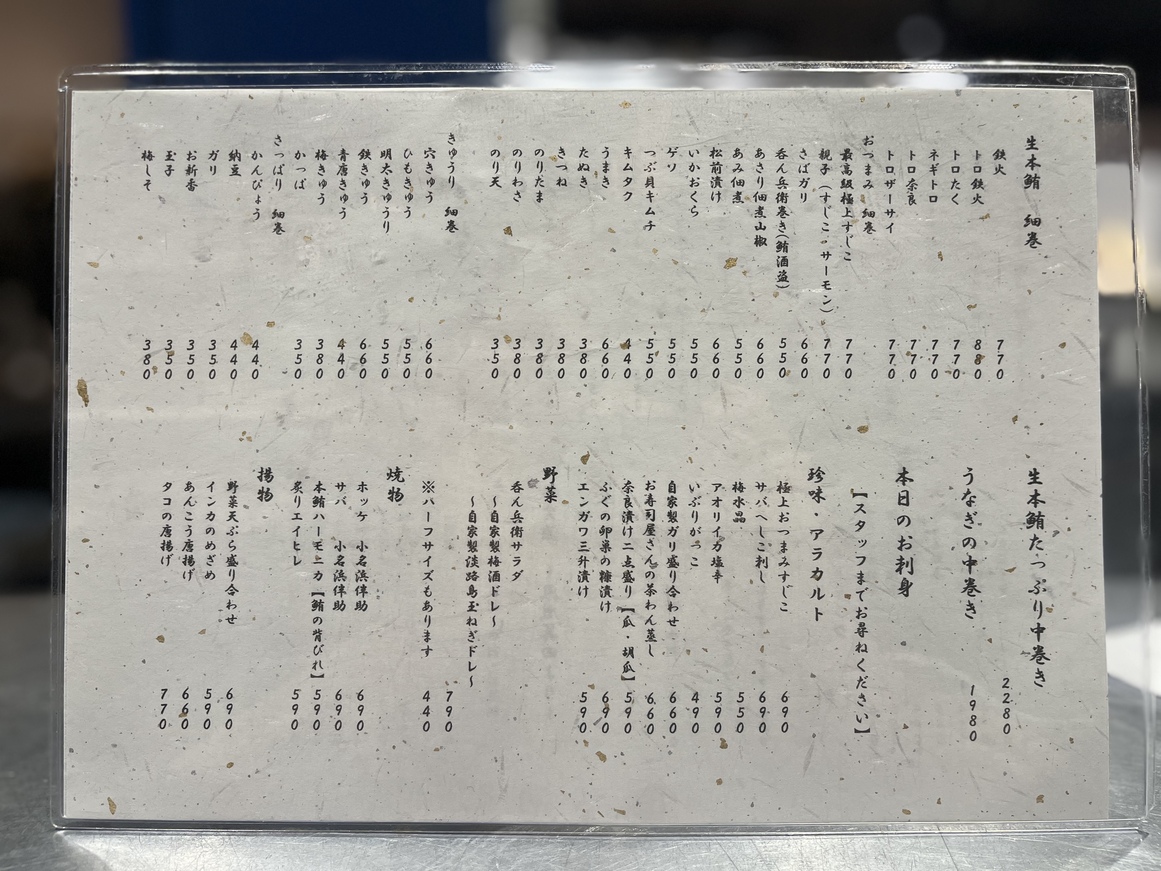 生本鮪 細巻
鉄火 770
トロ鉄火 880
トロたく 770
ネギトロ 770
トロ奈良 770
トロザーサイ 770
おつまみ 細巻
最高級極上すじこ 770
親子(すじこ・サーモン) 770
さばガリ 660
呑ん兵衛巻き(鮪酒盗) 550
あさり佃煮山椒 660
あみ佃煮 550
松前漬け 660
いかおくら 550
ゲソ 550
つぶ貝キムチ 550
キムタク 440
うまき 660
たぬき 380
きつね 380
のりたま 380
のりわさ 380
のり天 350
きゅうり 細巻
穴きゅう 660
ひもきゅう 550
明太きゅうり 550
鉄きゅう 660
青唐きゅう 440
梅きゅう 380
かっぱ 350
さっぱり 細巻
かんぴょう 440
納豆 440
ガリ 350
お新香 350
玉子 350
梅しそ 380
生本鮪たっぷり中巻き 2280
うなぎの中巻き 1980
本日のお刺身
【スタッフまでお尋ねください】
珍味・アラカルト
極上おつまみすじこ 690
サバへしこ刺し 690
梅水晶 550
アオリイカ塩辛 590
いぶりがっこ 490
自家製ガリ盛り合わせ 660
お寿司屋さんの茶わん蒸し 660
奈良漬け二点盛り【瓜・胡瓜】 590
ふぐの卵巣の糠漬け 690
エンガワ三升漬け 590
野菜
呑ん兵衛サラダ
〜自家製梅酒ドレ〜
〜自家製淡路島玉ねぎドレ〜
790
※ハーフサイズもあります 440
焼物
ホッケ 小名浜伴助 690
サバ 小名浜伴助 690
本鮪ハーモニカ【鮪の背びれ】 590
炙りエイヒレ 590
揚物
野菜天ぷら盛り合わせ 690
インカのめざめ 590
あんこう唐揚げ 660
タコの唐揚げ 770